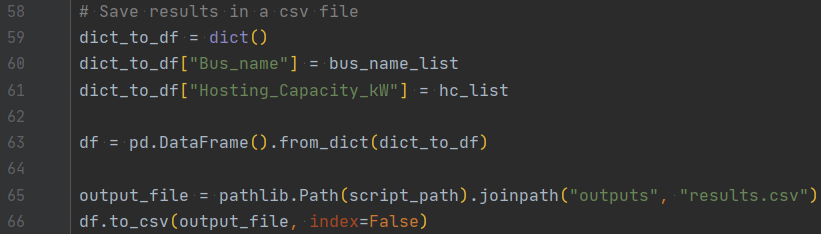 58 # Save results in a csv file
59 dict_to_df = dict()
60 dict_to_df["Bus_name"] = bus_name_list
61 dict_to_df["Hosting_Capacity_kW"] = hc_list
62
63 df = pd.DataFrame().from_dict(dict_to_df)
64
65 output_file = pathlib.Path(script_path).joinpath("outputs", "results.csv")
66 df.to_csv(output_file, index=False)